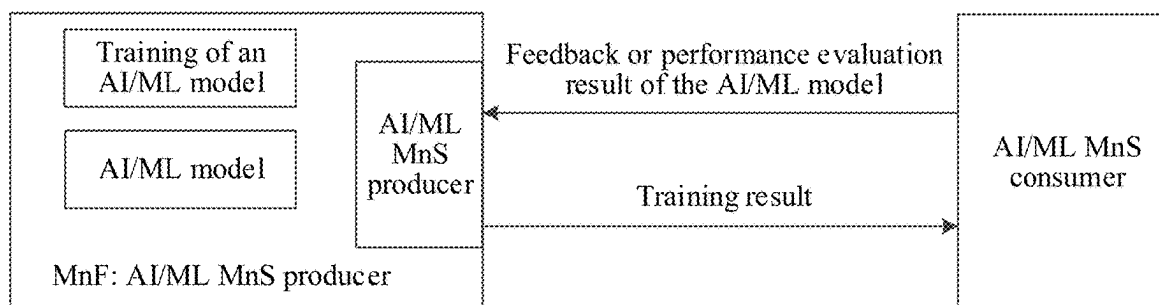 Training of an
AI/ML model
AI/ML model
AI/ML
MnS
producer
MnF: AI/ML MnS producer
Feedback or performance evaluation
result of the AI/ML model
Training result
AI/ML MnS
consumer